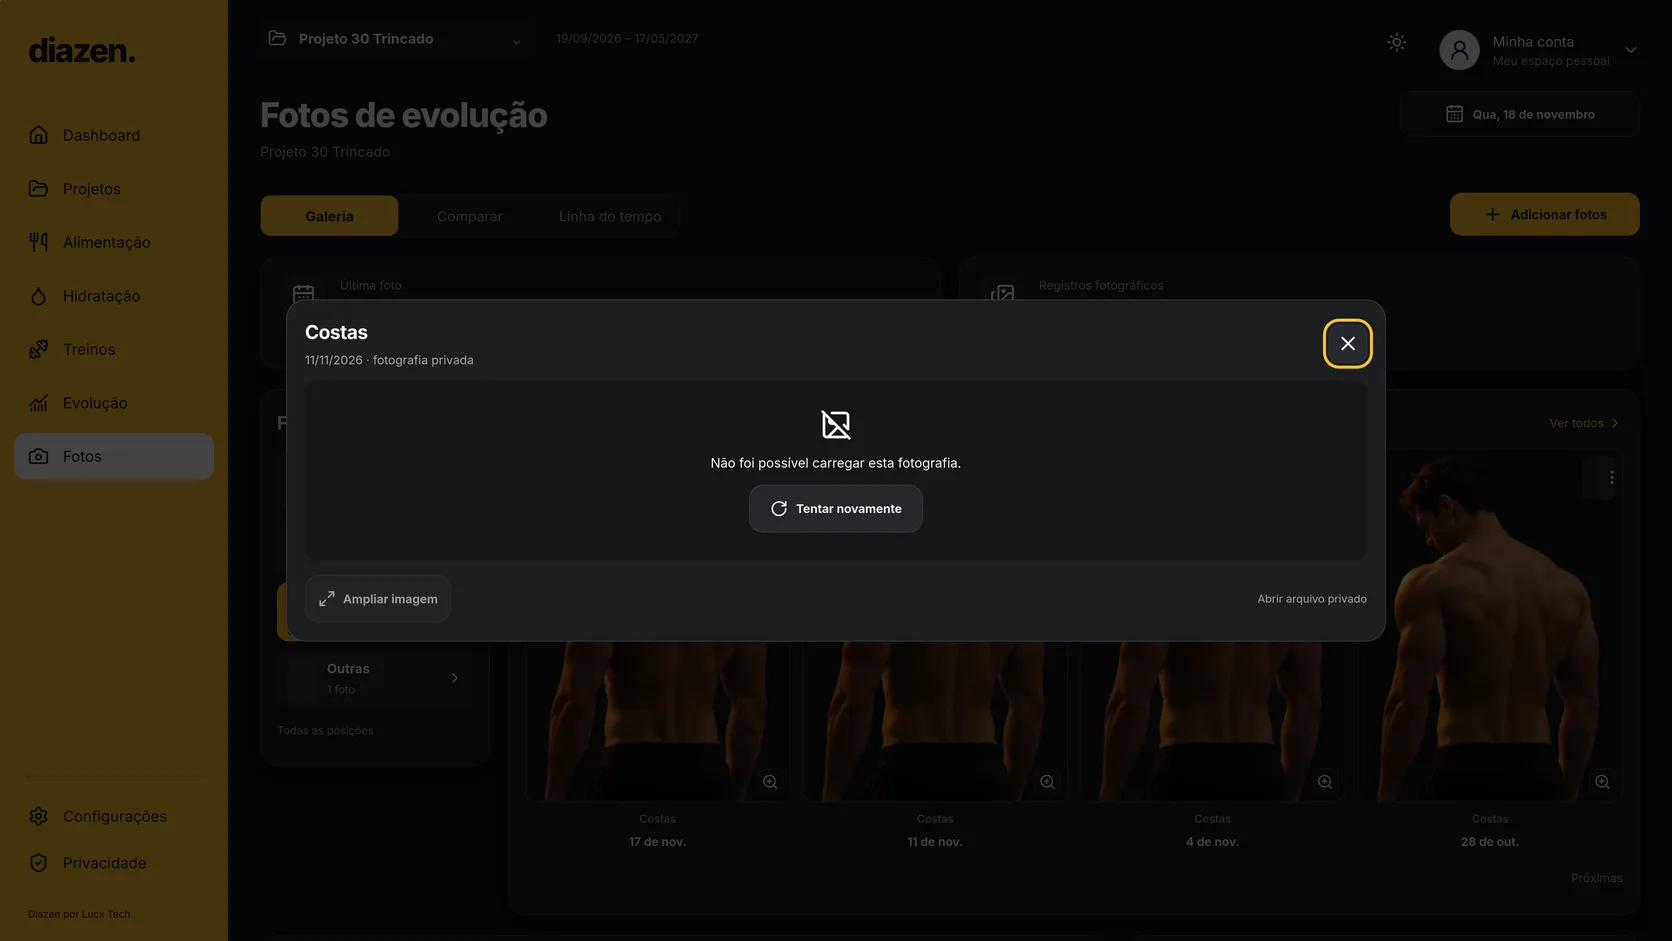 diazen.
Projeto 30 Trincado
19/09/2026 – 17/05/2027
Minha conta
Meu espaço pessoal
Dashboard
Projetos
Alimentação
Hidratação
Treinos
Evolução
Fotos
Configurações
Privacidade
Diazen por Lucx Tech
Fotos de evolução
Projeto 30 Trincado
Qua, 18 de novembro
Galeria
Comparar
Linha do tempo
Adicionar fotos
Última foto
Registros fotográficos
Costas
11/11/2026 · fotografia privada
Não foi possível carregar esta fotografia.
Tentar novamente
Ampliar imagem
Abrir arquivo privado
Ver todos
Outras
1 foto
Todas as posições
Costas
17 de nov.
Costas
11 de nov.
Costas
4 de nov.
Costas
28 de out.
Próximas